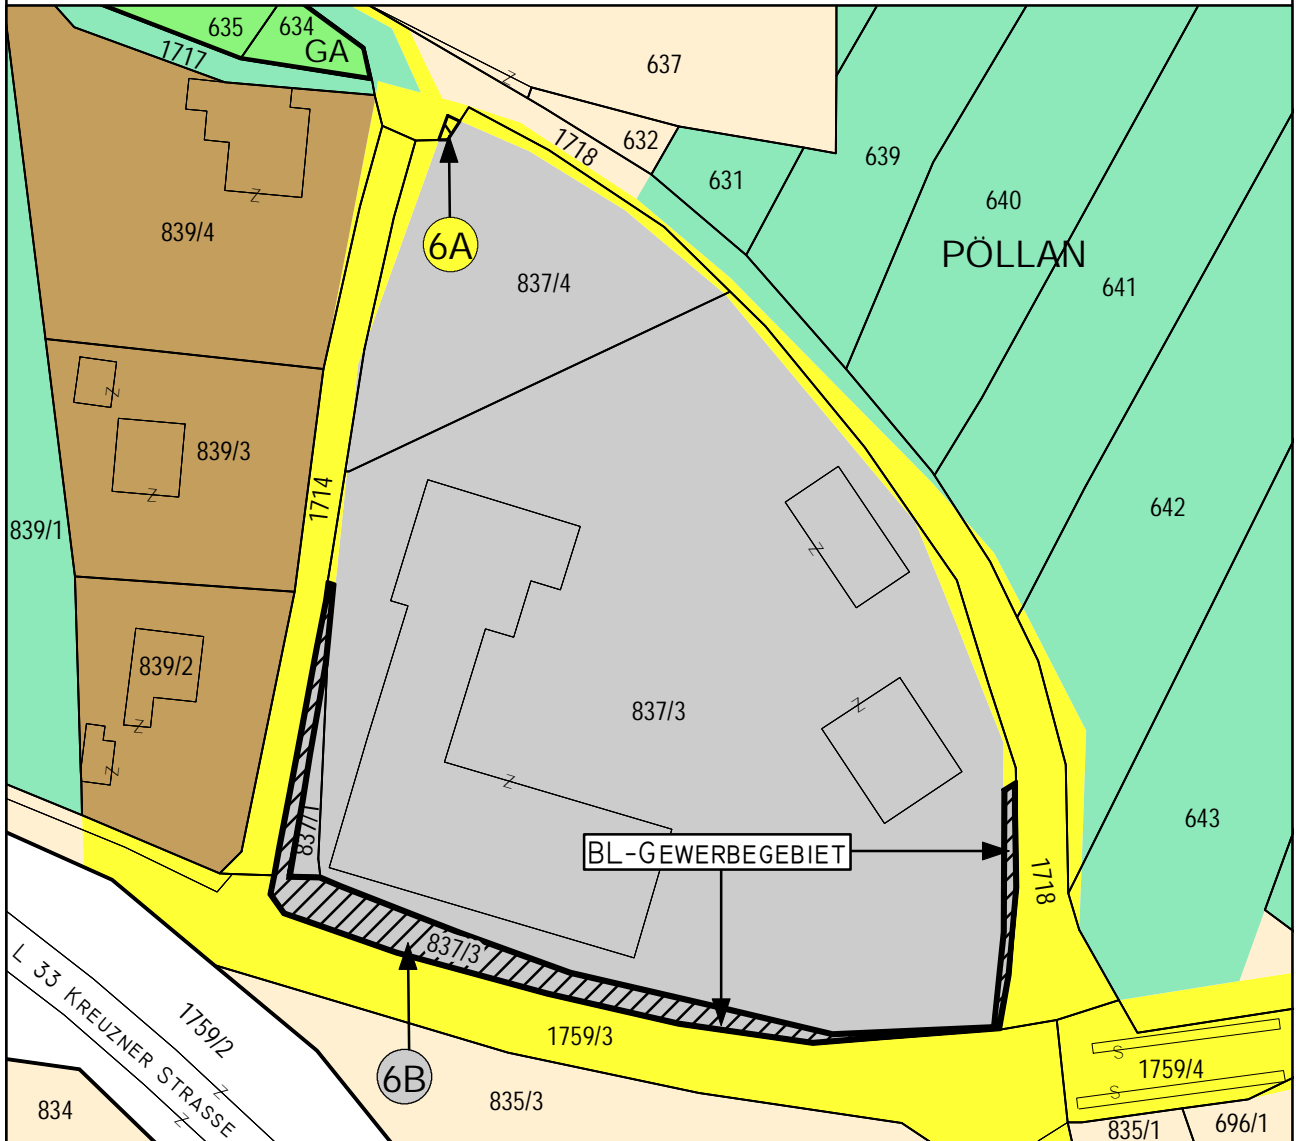 635
634
GA
1717
637
632
1718
631
639
640
PÖLLAN
641
839/4
6A
837/4
839/3
1714
839/1
642
839/2
837/3
837/1
BL-GEWERBEGEBIET
643
1718
837/3
L 33 KREUZNER STRASSE
1759/2
1759/3
6B
1759/4
834
835/3
835/1
696/1
Z
Z
Z
Z
Z
Z
Z
Z
Z
Z
Z
S
S